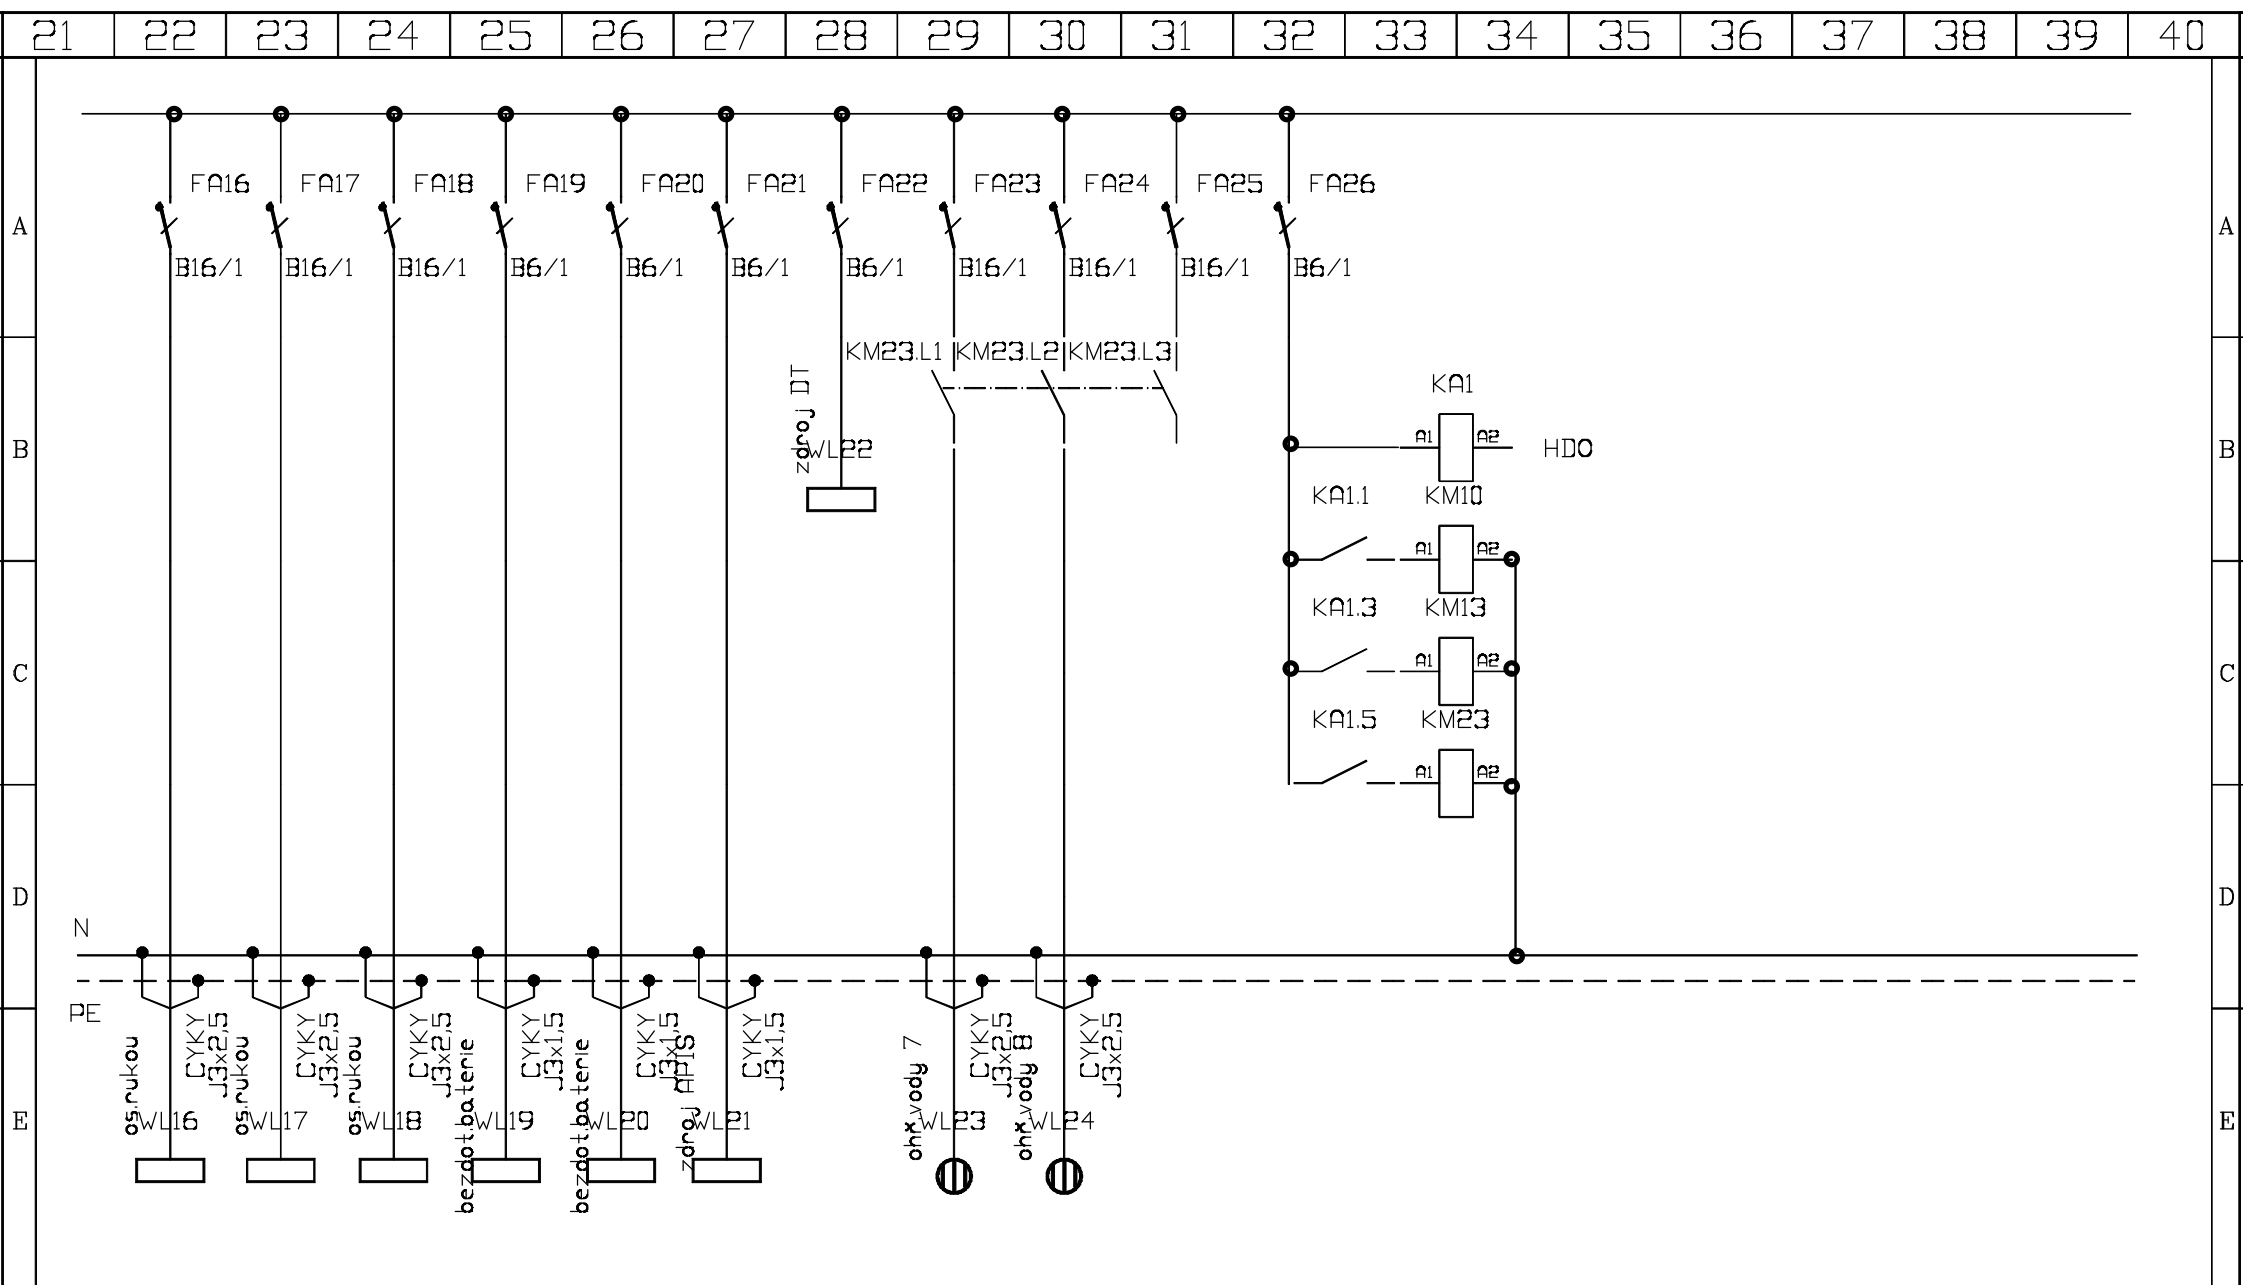 21 22 23 24 25 26 27 28 29 30 31 32 33 34 35 36 37 38 39 40
FA16 FA17 FA18 FA19 FA20 FA21 FA22 FA23 FA24 FA25 FA26
A A
B16/1 B16/1 B16/1 B6/1 B6/1 B6/1 B6/1 B16/1 B16/1 B16/1 B6/1
KM23.L1 KM23.L2 KM23.L3
KA1
zdroj DT
WL22
A1 A2 HDO
B B
KA1.1 KM10
A1 A2
KA1.3 KM13
A1 A2
C C
KA1.5 KM23
A1 A2
D D
N
PE
os.rukou
CYKY
J3x2,5
os.rukou
CYKY
J3x2,5
os.rukou
CYKY
J3x2,5
bezdot.baterie
CYKY
J3x1,5
bezdot.baterie
CYKY
J3x1,5
zdroj APIS
CYKY
J3x1,5
ohř.vody 7
CYKY
J3x2,5
ohř.vody 8
CYKY
J3x2,5
E WL16 WL17 WL18 WL19 WL20 WL21 WL23 WL24 E